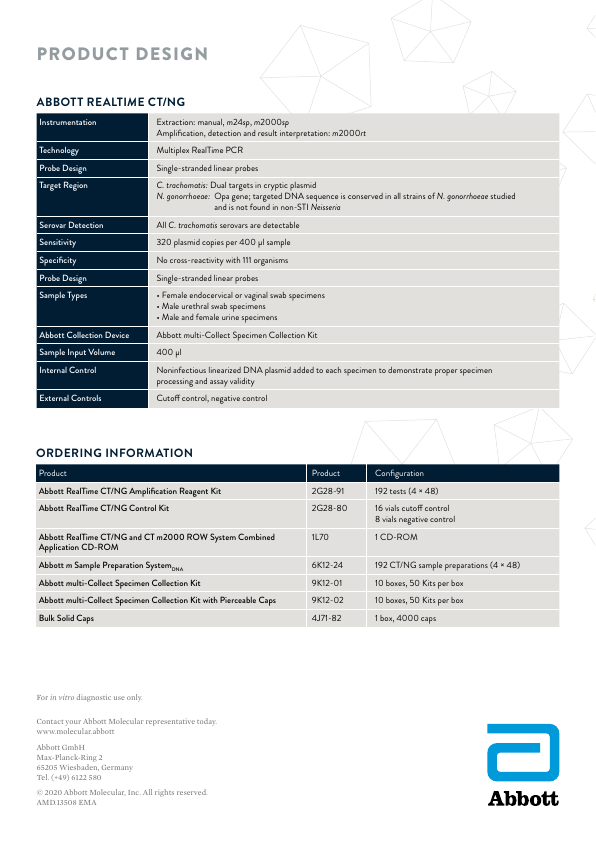 PRODUCT DESIGN
ABBOTT REALTIME CT/NG
Instrumentation
Extraction: manual, m24sp, m2000sp
Amplification, detection and result interpretation: m2000rt
Technology
Multiplex RealTime PCR
Probe Design
Single-stranded linear probes
Target Region
C. trachomatis: Dual targets in cryptic plasmid
N. gonorrhoeae: Opa gene; targeted DNA sequence is conserved in all strains of N. gonorrhoeae studied
and is not found in non-STI Neisseria
Serovar Detection
All C. trachomatis serovars are detectable
Sensitivity
320 plasmid copies per 400 µl sample
Specificity
No cross-reactivity with 111 organisms
Probe Design
Single-stranded linear probes
Sample Types
• Female endocervical or vaginal swab specimens
• Male urethral swab specimens
• Male and female urine specimens
Abbott Collection Device
Abbott multi-Collect Specimen Collection Kit
Sample Input Volume
400 µl
Internal Control
Noninfectious linearized DNA plasmid added to each specimen to demonstrate proper specimen
processing and assay validity
External Controls
Cutoff control, negative control
ORDERING INFORMATION
Product
Product
Configuration
Abbott RealTime CT/NG Amplification Reagent Kit
2G28-91
192 tests (4 × 48)
Abbott RealTime CT/NG Control Kit
2G28-80
16 vials cutoff control
8 vials negative control
Abbott RealTime CT/NG and CT m2000 ROW System Combined
Application CD-ROM
1L70
1 CD-ROM
Abbott m Sample Preparation SystemDNA
6K12-24
192 CT/NG sample preparations (4 × 48)
Abbott multi-Collect Specimen Collection Kit
9K12-01
10 boxes, 50 Kits per box
Abbott multi-Collect Specimen Collection Kit with Pierceable Caps
9K12-02
10 boxes, 50 Kits per box
Bulk Solid Caps
4J71-82
1 box, 4000 caps
For in vitro diagnostic use only.
Contact your Abbott Molecular representative today.
www.molecular.abbott
Abbott GmbH
Max-Planck-Ring 2
65205 Wiesbaden, Germany
Tel. (+49) 6122 580
© 2020 Abbott Molecular, Inc. All rights reserved.
AMD.13508 EMA
Abbott